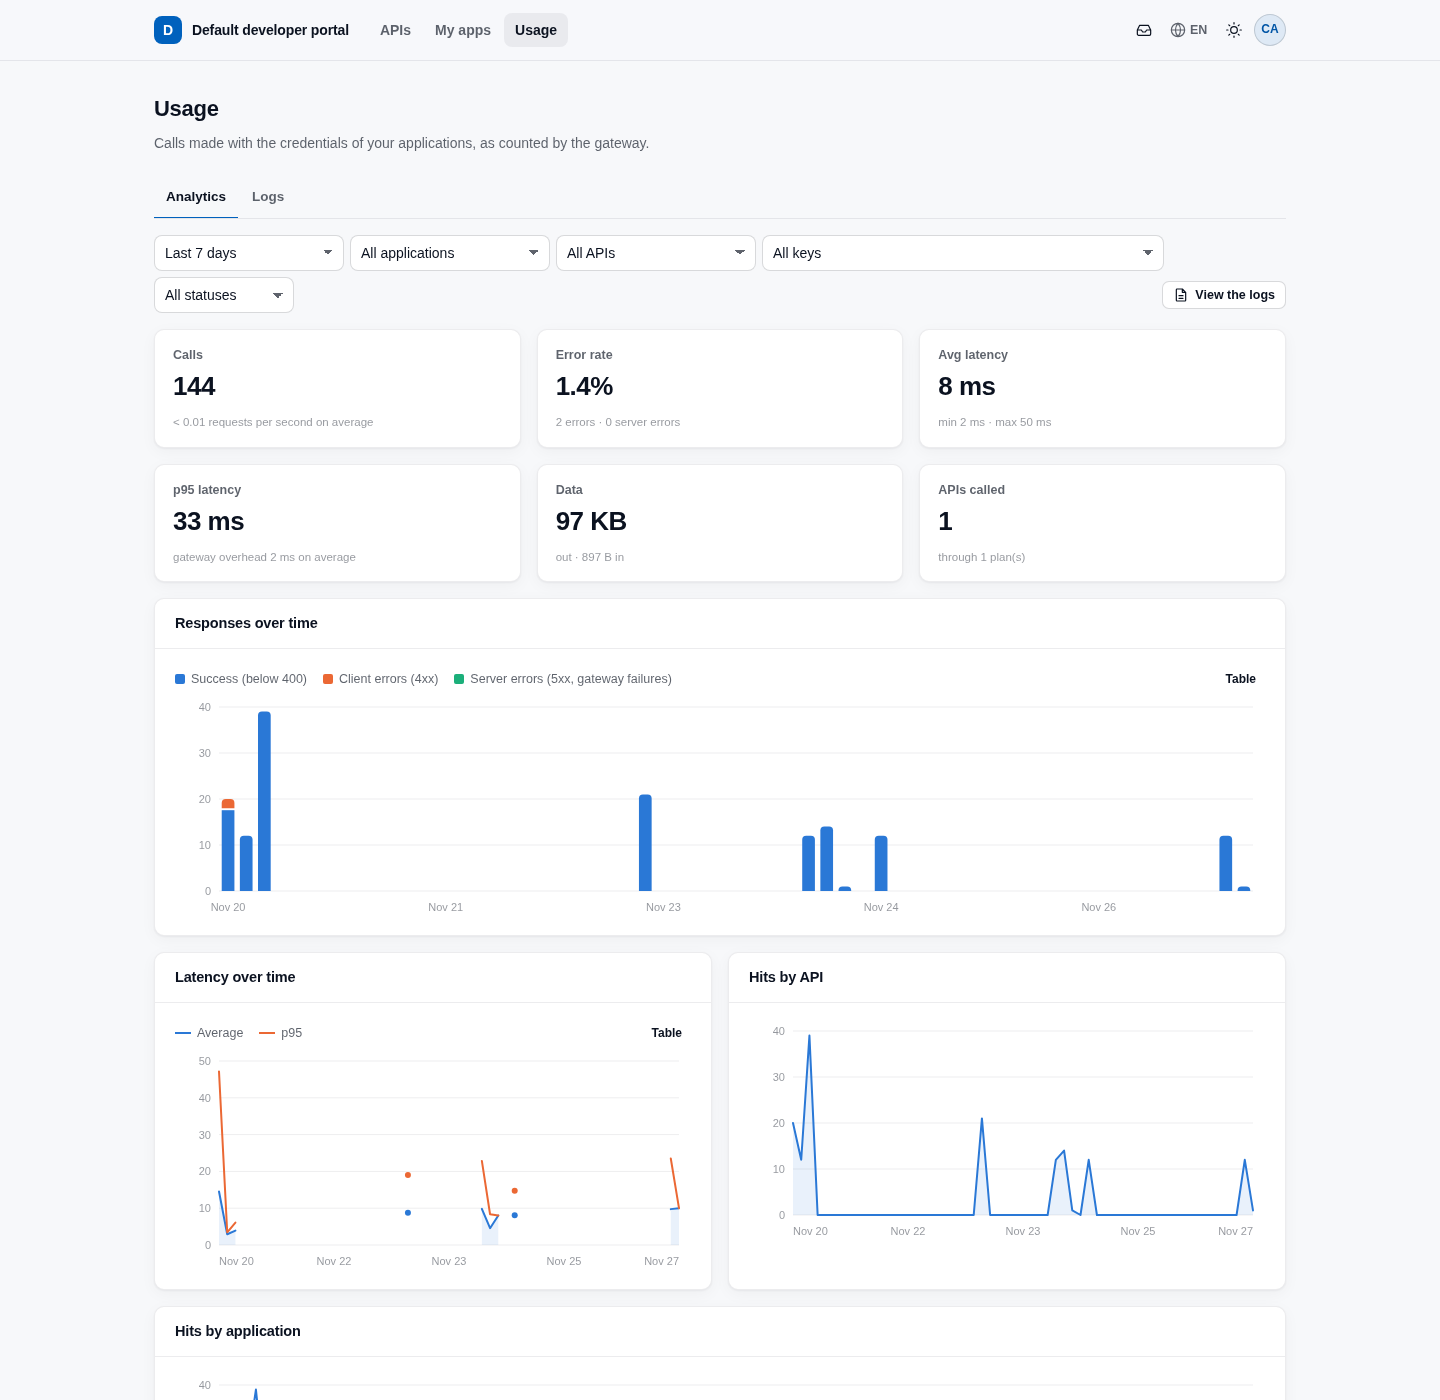 D Default developer portal APIs My apps Usage EN CA
Usage
Calls made with the credentials of your applications, as counted by the gateway.
Analytics Logs
Last 7 days All applications All APIs All keys
All statuses View the logs
Calls
144
< 0.01 requests per second on average
Error rate
1.4%
2 errors · 0 server errors
Avg latency
8 ms
min 2 ms · max 50 ms
p95 latency
33 ms
gateway overhead 2 ms on average
Data
97 KB
out · 897 B in
APIs called
1
through 1 plan(s)
Responses over time
Success (below 400) Client errors (4xx) Server errors (5xx, gateway failures) Table
40
30
20
10
0
Nov 20 Nov 21 Nov 23 Nov 24 Nov 26
Latency over time
Average p95 Table
50
40
30
20
10
0
Nov 20 Nov 22 Nov 23 Nov 25 Nov 27
Hits by API
40
30
20
10
0
Nov 20 Nov 22 Nov 23 Nov 25 Nov 27
Hits by application
40